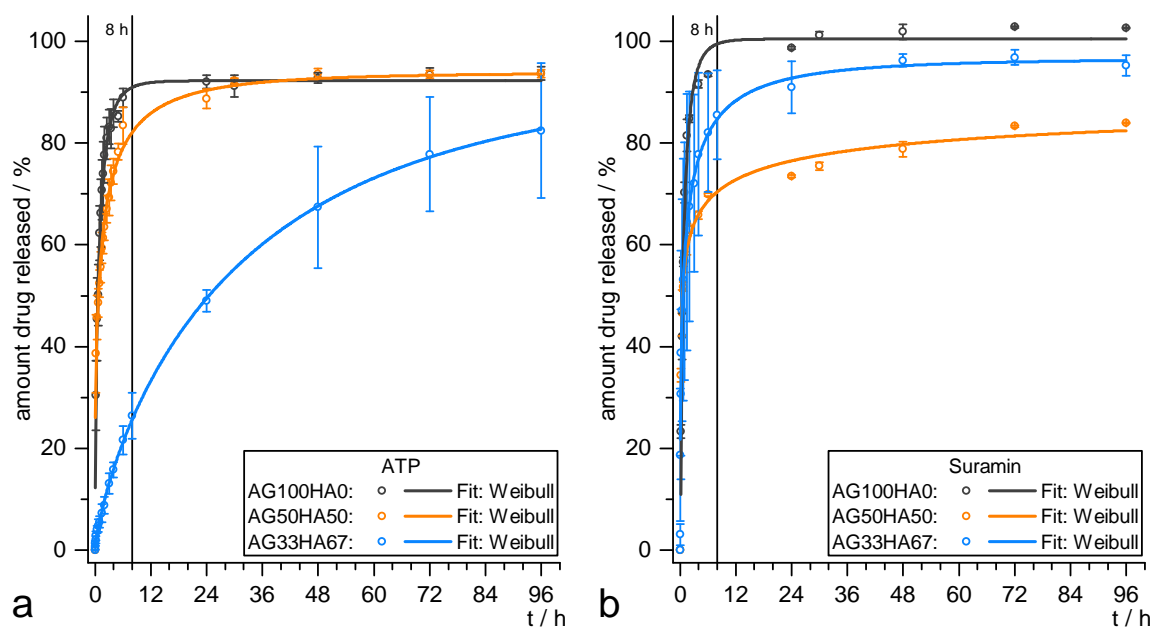 8 h
amount drug released / %
100
80
60
40
20
0
ATP
AG100HA0: Fit: Weibull
AG50HA50: Fit: Weibull
AG33HA67: Fit: Weibull
0 12 24 36 48 60 72 84 96
t / h
a
8 h
amount drug released / %
100
80
60
40
20
0
Suramin
AG100HA0: Fit: Weibull
AG50HA50: Fit: Weibull
AG33HA67: Fit: Weibull
0 12 24 36 48 60 72 84 96
t / h
b